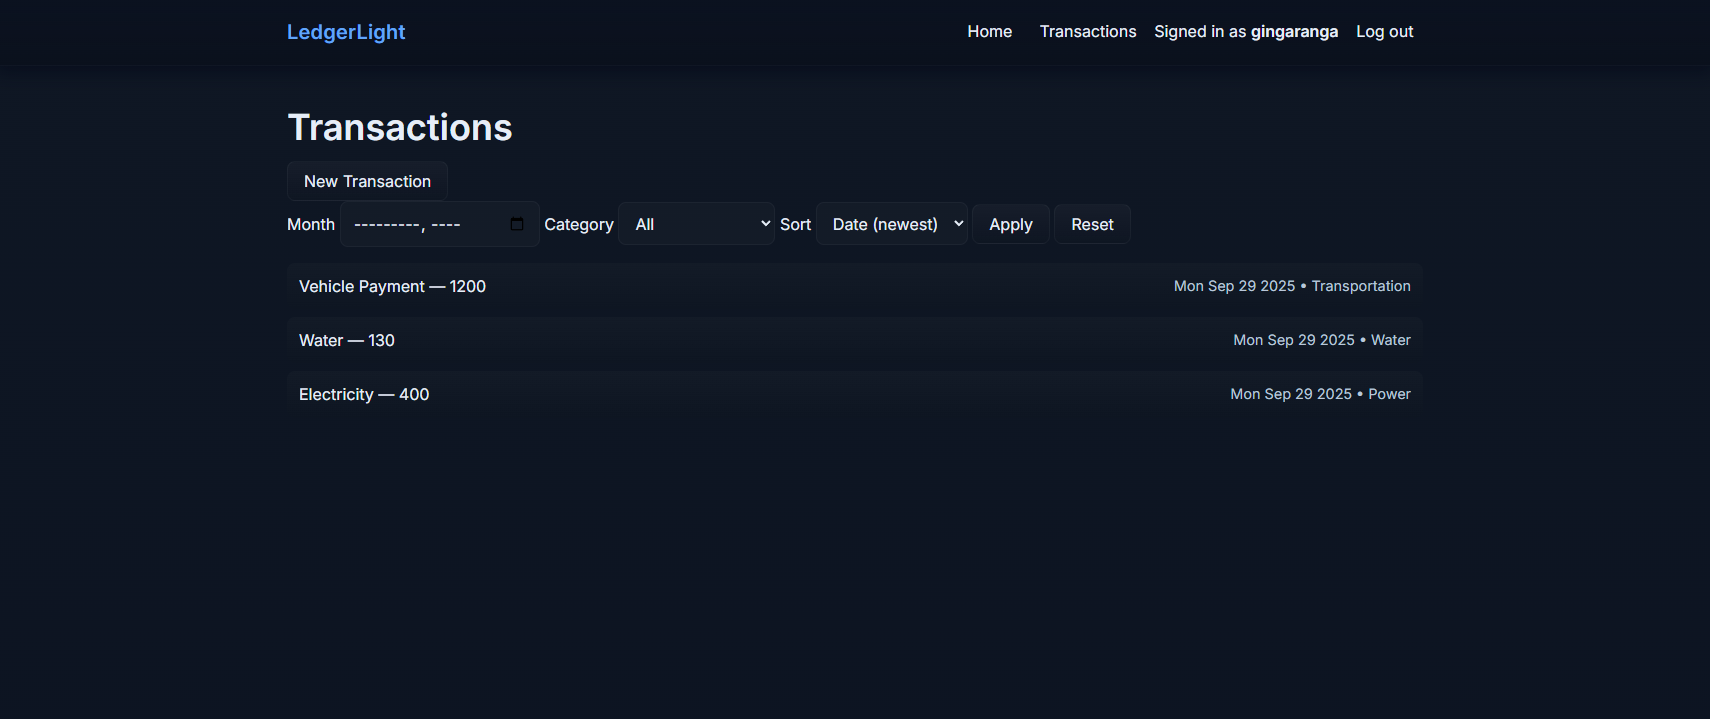 LedgerLight Home Transactions Signed in as gingaranga Log out
Transactions
New Transaction
Month ---------, ---- Category All Sort Date (newest) Apply Reset
Vehicle Payment — 1200 Mon Sep 29 2025 • Transportation
Water — 130 Mon Sep 29 2025 • Water
Electricity — 400 Mon Sep 29 2025 • Power